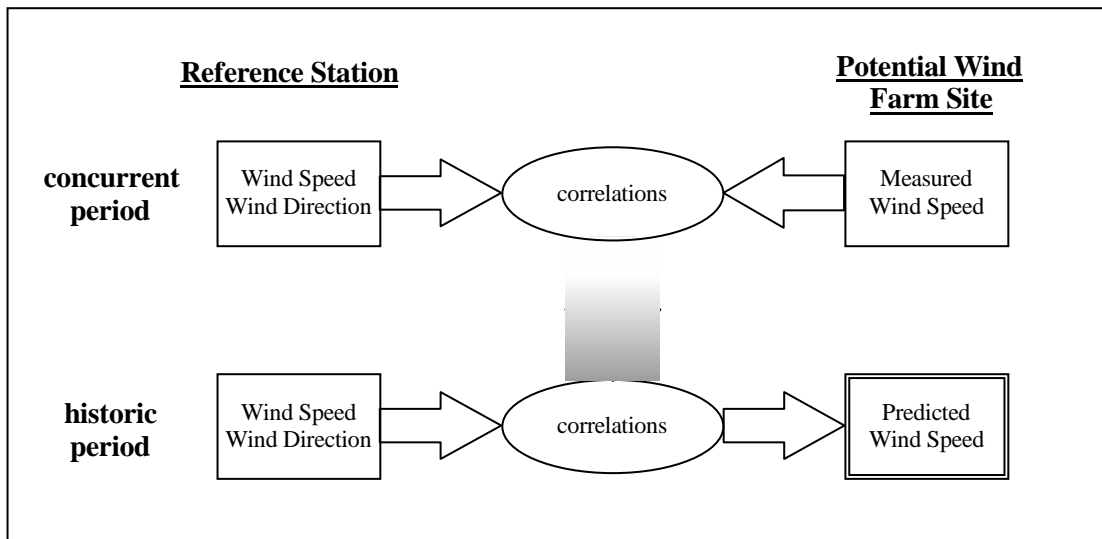 Reference Station
Potential Wind
Farm Site
concurrent
period
Wind Speed
Wind Direction
correlations
Measured
Wind Speed
historic
period
Wind Speed
Wind Direction
correlations
Predicted
Wind Speed